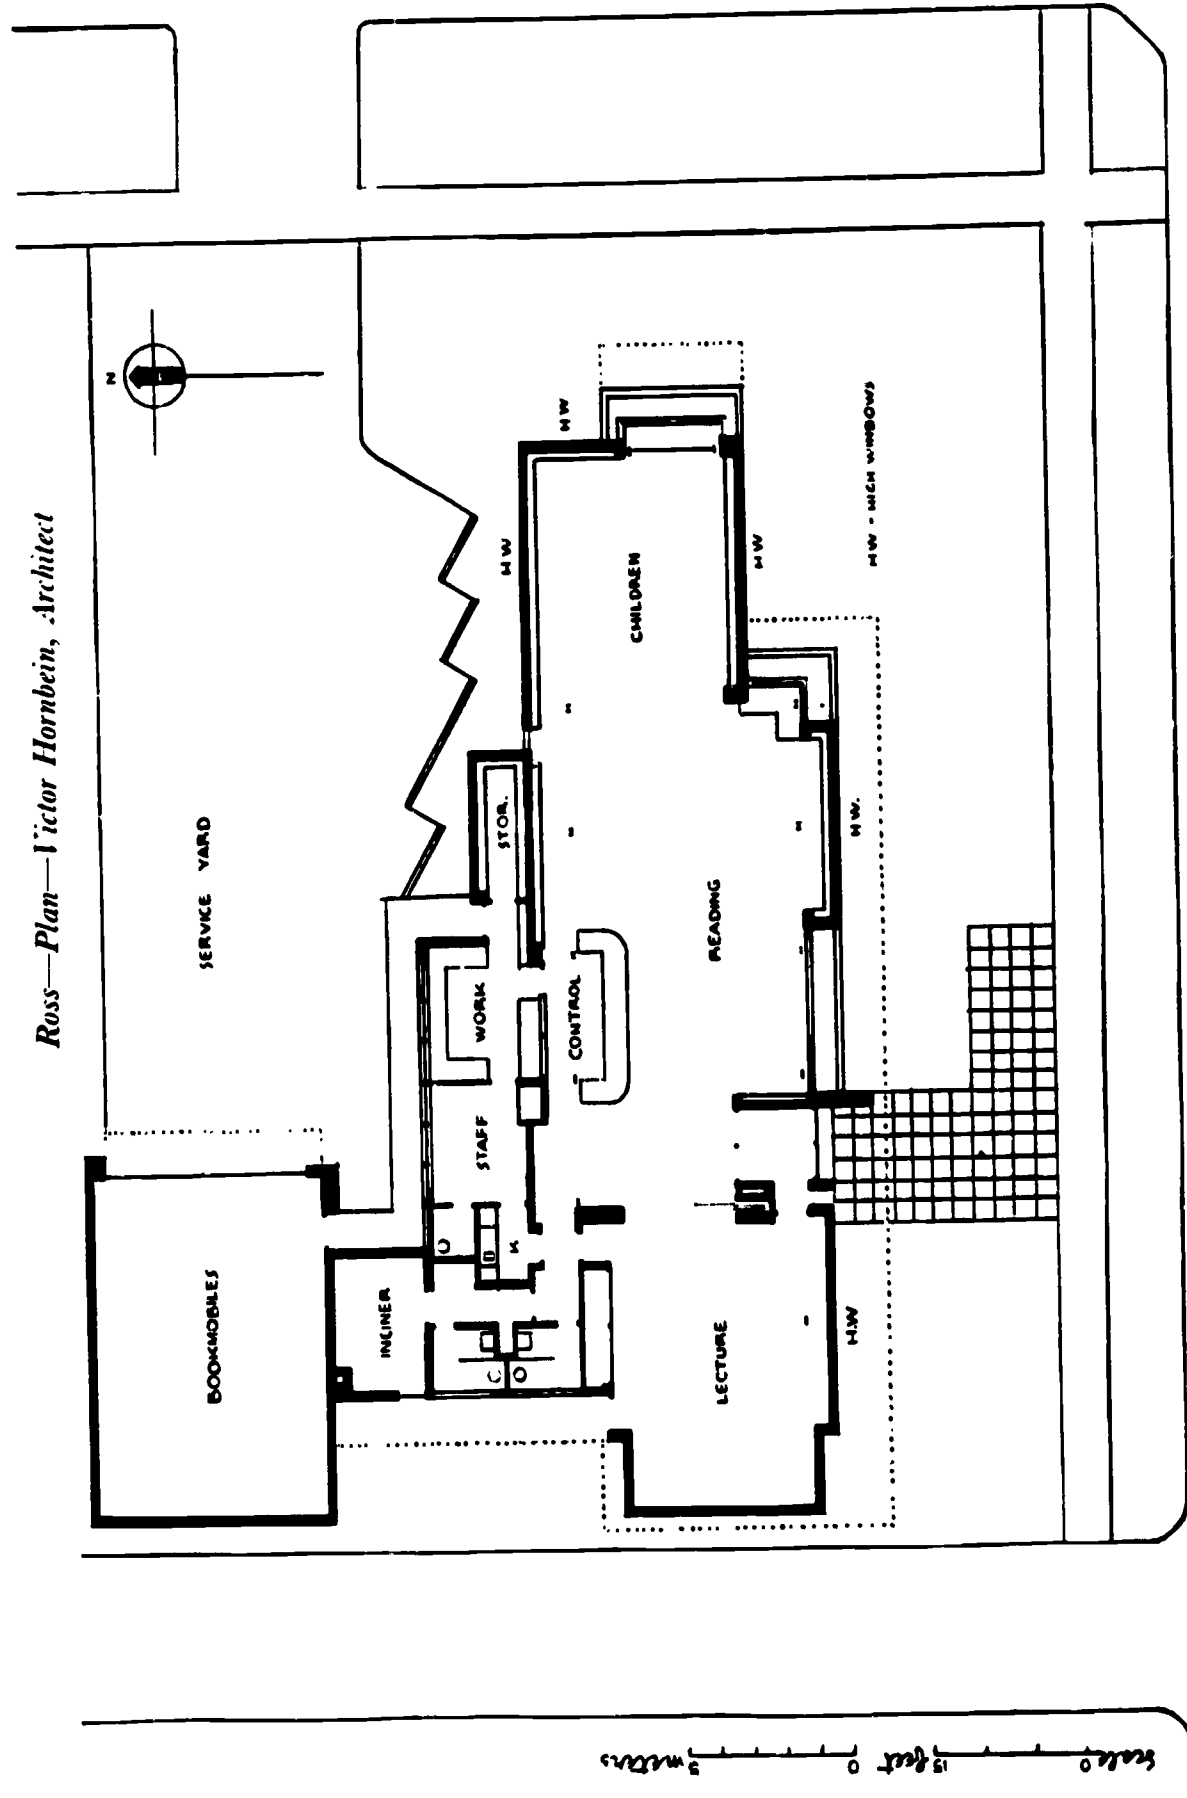 Ross—Plan—Victor Hornbein, Architect
N
SERVICE YARD
BOOKMOBILES
INCINER
STAFF
WORK
STOR.
K
CONTROL
CHILDREN
READING
LECTURE
HW
HW
HW
HW.
H.W
HW - HIGH WINDOWS
Scale 0 15 feet 0 5 meters